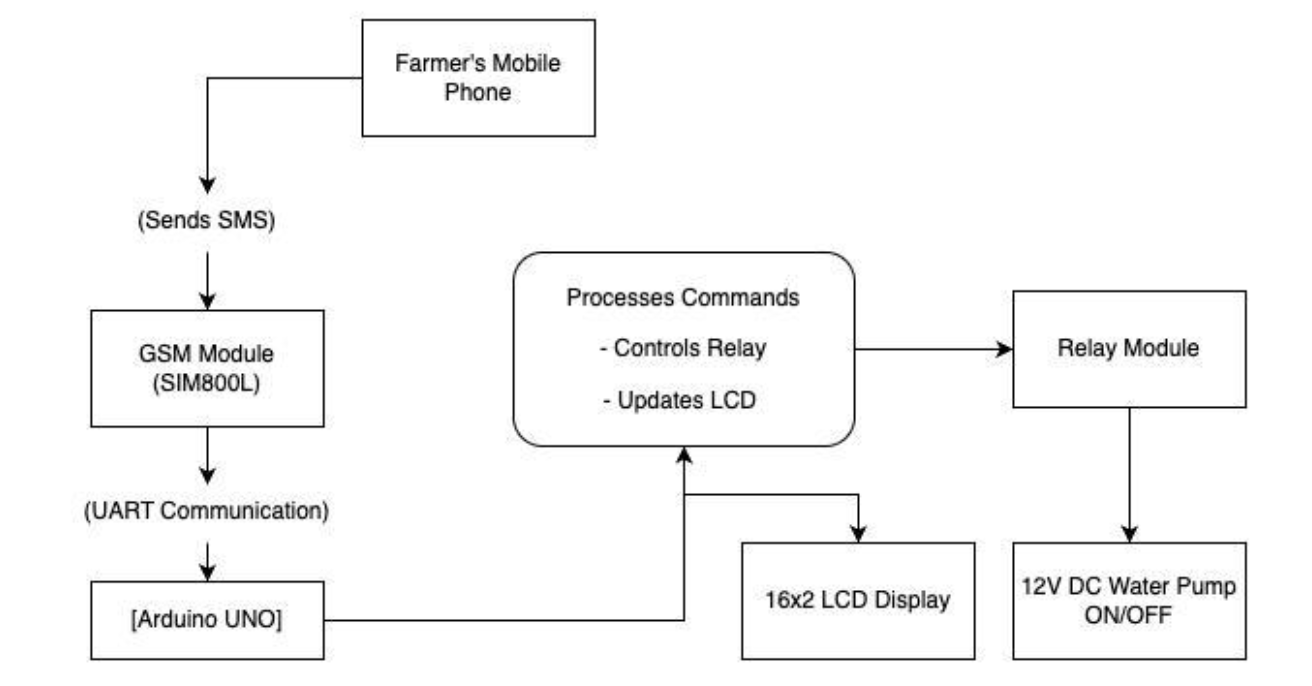 Farmer's Mobile
Phone
(Sends SMS)
GSM Module
(SIM800L)
(UART Communication)
[Arduino UNO]
Processes Commands
- Controls Relay
- Updates LCD
Relay Module
16x2 LCD Display
12V DC Water Pump
ON/OFF